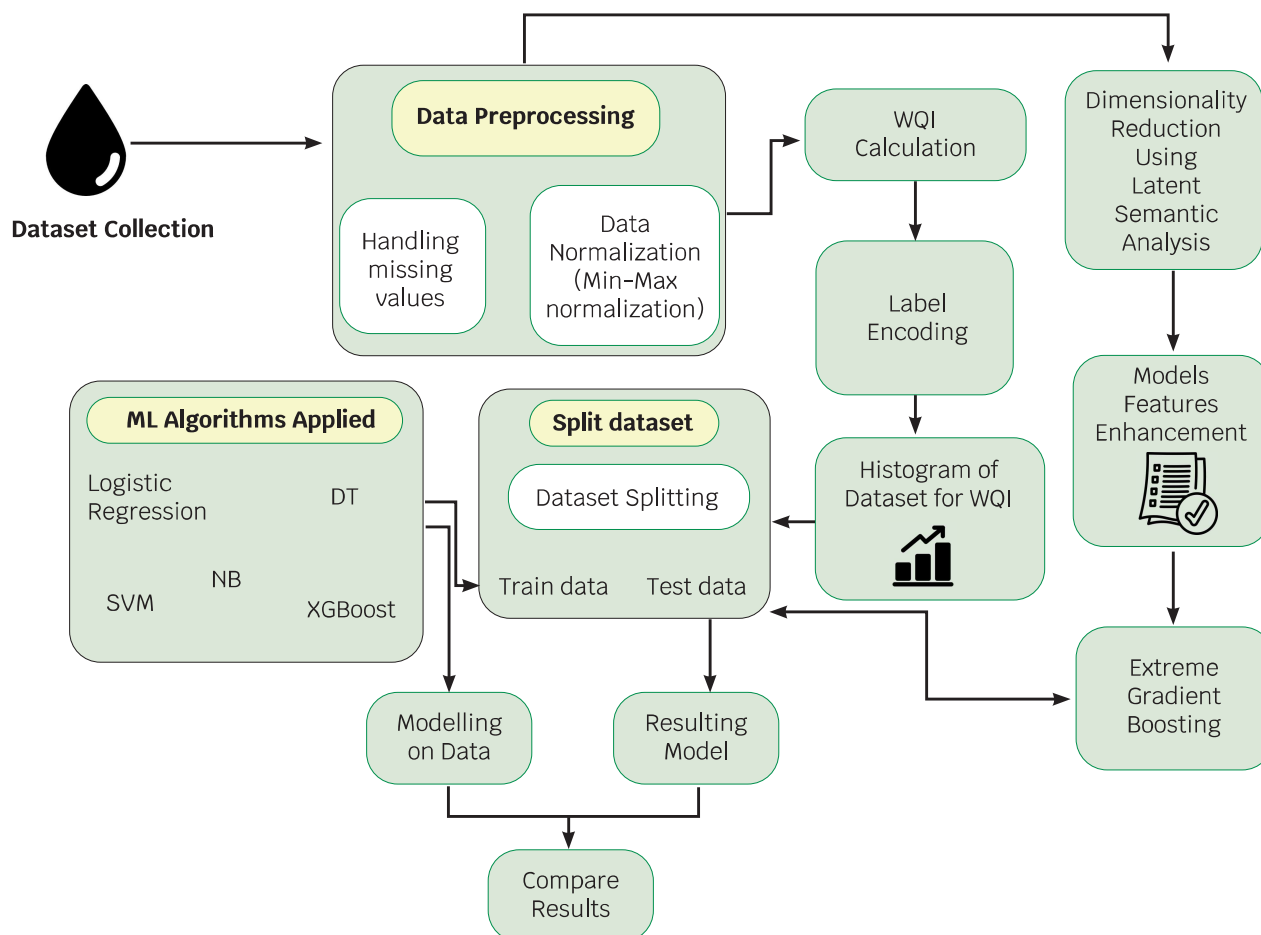 Dataset Collection
Data Preprocessing
Handling
missing
values
Data
Normalization
(Min-Max
normalization)
WQI
Calculation
Label
Encoding
Histogram of
Dataset for WQI
Dimensionality
Reduction
Using
Latent
Semantic
Analysis
Models
Features
Enhancement
Extreme
Gradient
Boosting
ML Algorithms Applied
Logistic
Regression
DT
NB
SVM
XGBoost
Split dataset
Dataset Splitting
Train data
Test data
Modelling
on Data
Resulting
Model
Compare
Results